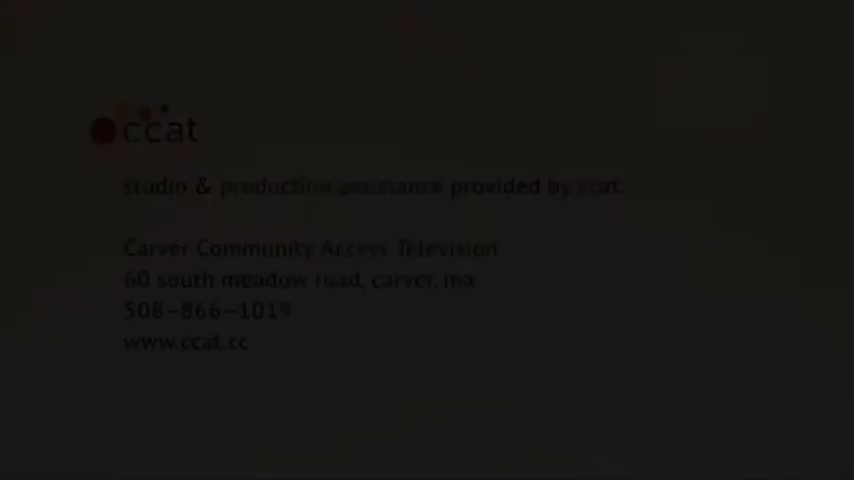 ccat
studio & production assistance provided by ccat.
Carver Community Access Television
60 south meadow road, carver, ma
508-866-1019
www.ccat.cc